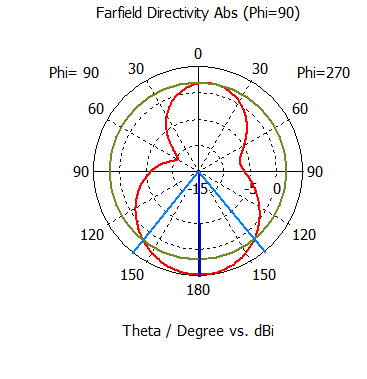 Farfield Directivity Abs (Phi=90)
0
Phi= 90 30 30 Phi=270
60 60
90 -15 -5 0 90
120 120
150 150
180
Theta / Degree vs. dBi